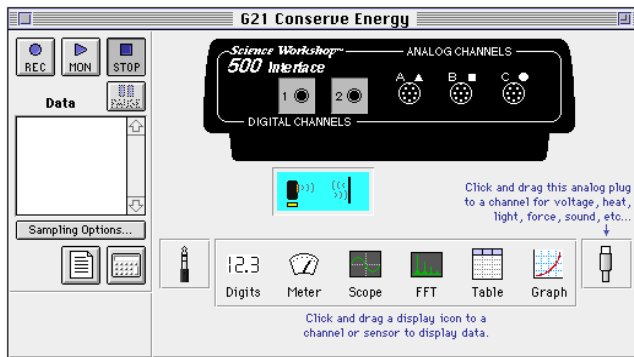 G21 Conserve Energy
REC MON STOP
PAUSE
Data
Sampling Options...
Science Workshop™
500 Interface
ANALOG CHANNELS
A B C
1 2
DIGITAL CHANNELS
Click and drag this analog plug
to a channel for voltage, heat,
light, force, sound, etc...
12.3
Digits Meter Scope FFT Table Graph
Click and drag a display icon to a
channel or sensor to display data.